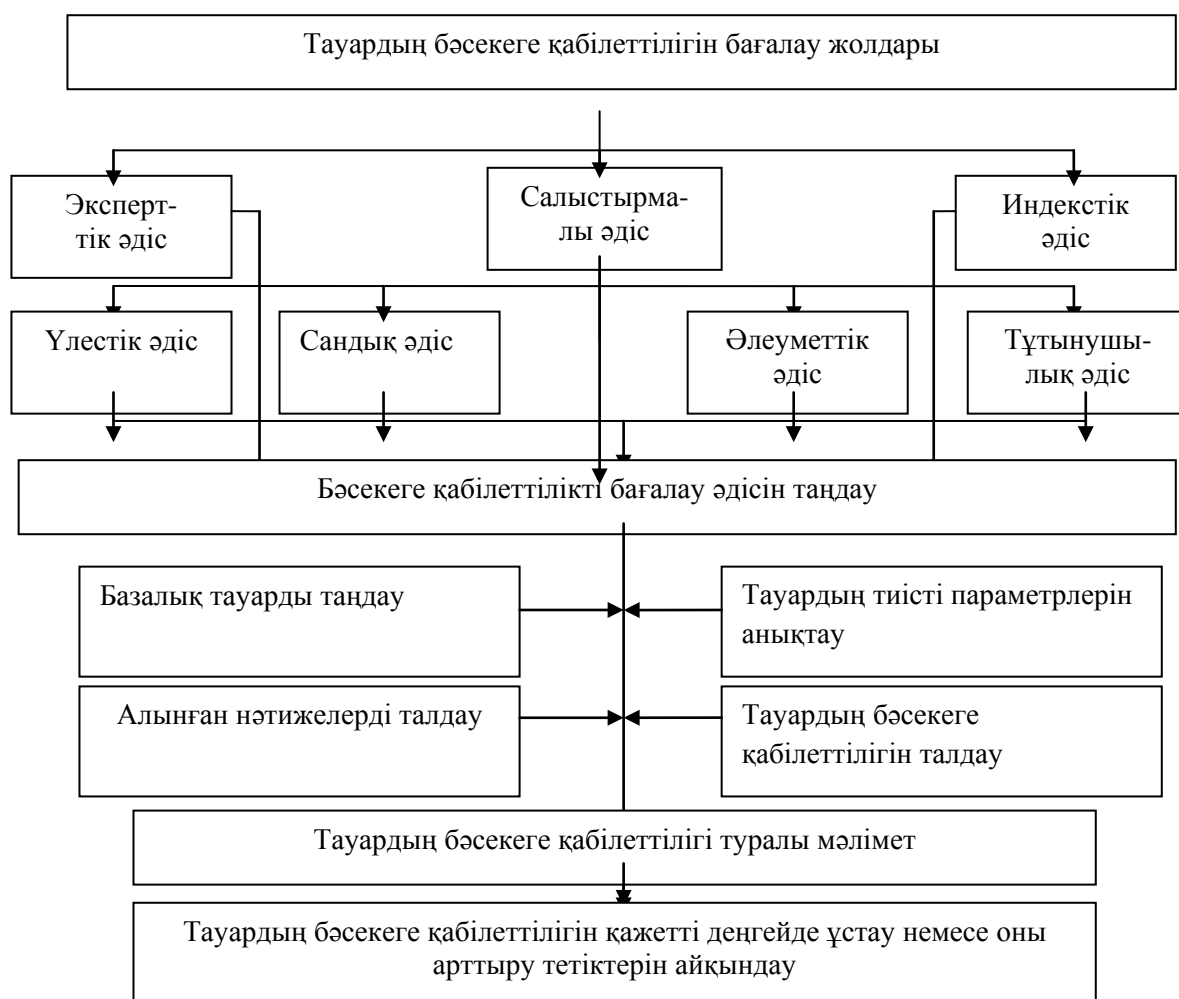 Тауардың бәсекеге қабілеттілігін бағалау жолдары
Эксперт-
тік әдіс
Салыстырма-
лы әдіс
Индекстік
әдіс
Үлестік әдіс
Сандық әдіс
Әлеуметтік
әдіс
Тұтынушы-
лық әдіс
Бәсекеге қабілеттілікті бағалау әдісін таңдау
Базалық тауарды таңдау
Тауардың тиісті параметрлерін
анықтау
Алынған нәтижелерді талдау
Тауардың бәсекеге
қабілеттілігін талдау
Тауардың бәсекеге қабілеттілігі туралы мәлімет
Тауардың бәсекеге қабілеттілігін қажетті деңгейде ұстау немесе оны
арттыру тетіктерін айқындау